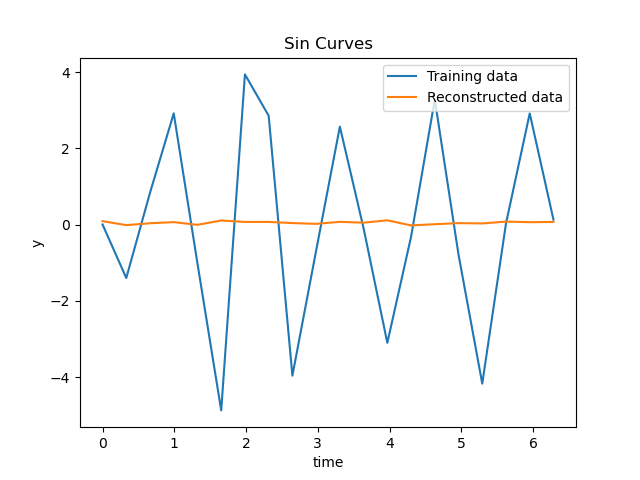 Sin Curves
Training data
Reconstructed data
4
2
0
−2
−4
y
0 1 2 3 4 5 6
time